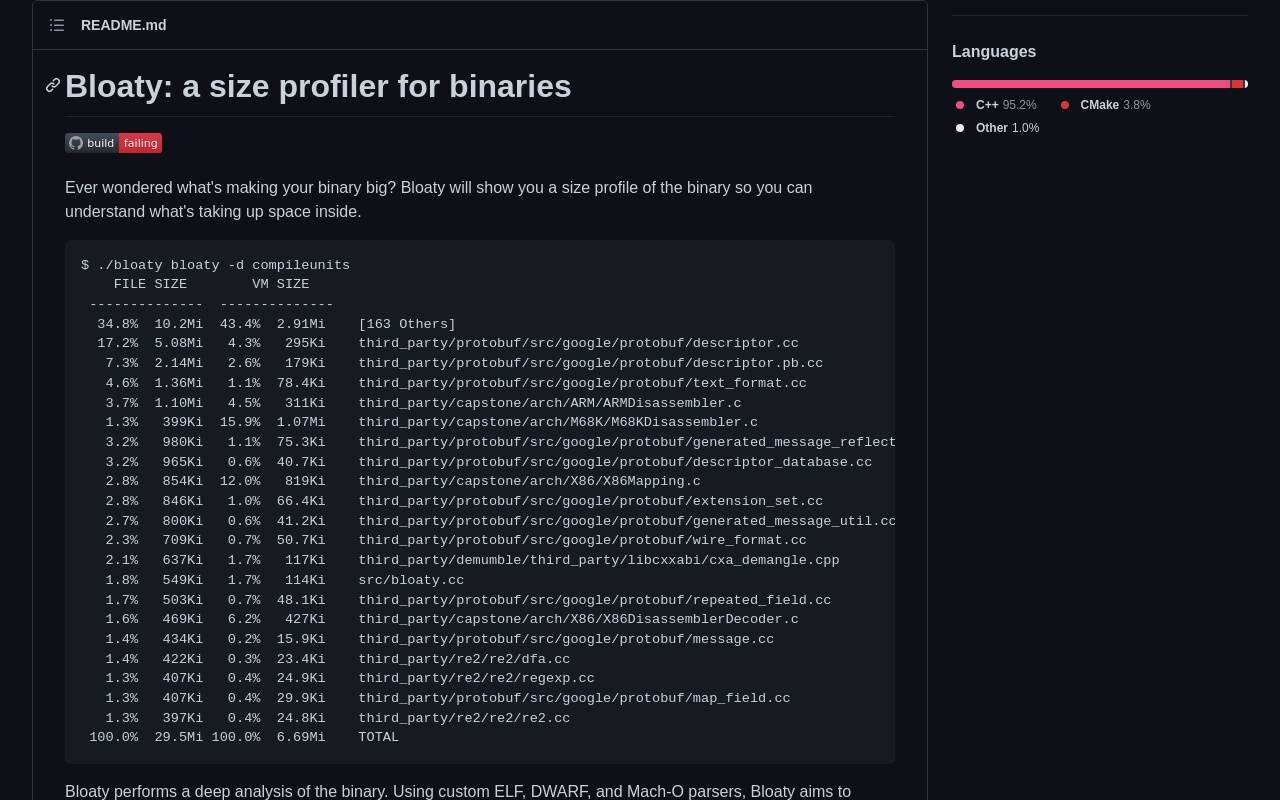 README.md
Bloaty: a size profiler for binaries
build failing
Ever wondered what's making your binary big? Bloaty will show you a size profile of the binary so you can
understand what's taking up space inside.
$ ./bloaty bloaty -d compileunits
    FILE SIZE        VM SIZE
 --------------  --------------
  34.8%  10.2Mi  43.4%  2.91Mi    [163 Others]
  17.2%  5.08Mi   4.3%   295Ki    third_party/protobuf/src/google/protobuf/descriptor.cc
   7.3%  2.14Mi   2.6%   179Ki    third_party/protobuf/src/google/protobuf/descriptor.pb.cc
   4.6%  1.36Mi   1.1%  78.4Ki    third_party/protobuf/src/google/protobuf/text_format.cc
   3.7%  1.10Mi   4.5%   311Ki    third_party/capstone/arch/ARM/ARMDisassembler.c
   1.3%   399Ki  15.9%  1.07Mi    third_party/capstone/arch/M68K/M68KDisassembler.c
   3.2%   980Ki   1.1%  75.3Ki    third_party/protobuf/src/google/protobuf/generated_message_reflect
   3.2%   965Ki   0.6%  40.7Ki    third_party/protobuf/src/google/protobuf/descriptor_database.cc
   2.8%   854Ki  12.0%   819Ki    third_party/capstone/arch/X86/X86Mapping.c
   2.8%   846Ki   1.0%  66.4Ki    third_party/protobuf/src/google/protobuf/extension_set.cc
   2.7%   800Ki   0.6%  41.2Ki    third_party/protobuf/src/google/protobuf/generated_message_util.cc
   2.3%   709Ki   0.7%  50.7Ki    third_party/protobuf/src/google/protobuf/wire_format.cc
   2.1%   637Ki   1.7%   117Ki    third_party/demumble/third_party/libcxxabi/cxa_demangle.cpp
   1.8%   549Ki   1.7%   114Ki    src/bloaty.cc
   1.7%   503Ki   0.7%  48.1Ki    third_party/protobuf/src/google/protobuf/repeated_field.cc
   1.6%   469Ki   6.2%   427Ki    third_party/capstone/arch/X86/X86DisassemblerDecoder.c
   1.4%   434Ki   0.2%  15.9Ki    third_party/protobuf/src/google/protobuf/message.cc
   1.4%   422Ki   0.3%  23.4Ki    third_party/re2/re2/dfa.cc
   1.3%   407Ki   0.4%  24.9Ki    third_party/re2/re2/regexp.cc
   1.3%   407Ki   0.4%  29.9Ki    third_party/protobuf/src/google/protobuf/map_field.cc
   1.3%   397Ki   0.4%  24.8Ki    third_party/re2/re2/re2.cc
 100.0%  29.5Mi 100.0%  6.69Mi    TOTAL
Bloaty performs a deep analysis of the binary. Using custom ELF, DWARF, and Mach-O parsers, Bloaty aims to
Languages
C++ 95.2% CMake 3.8%
Other 1.0%